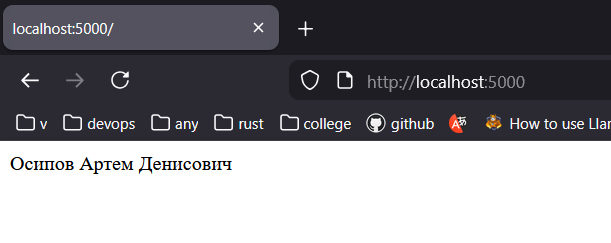 localhost:5000/
http://localhost:5000
v devops any rust college github How to use Llar
Осипов Артем Денисович